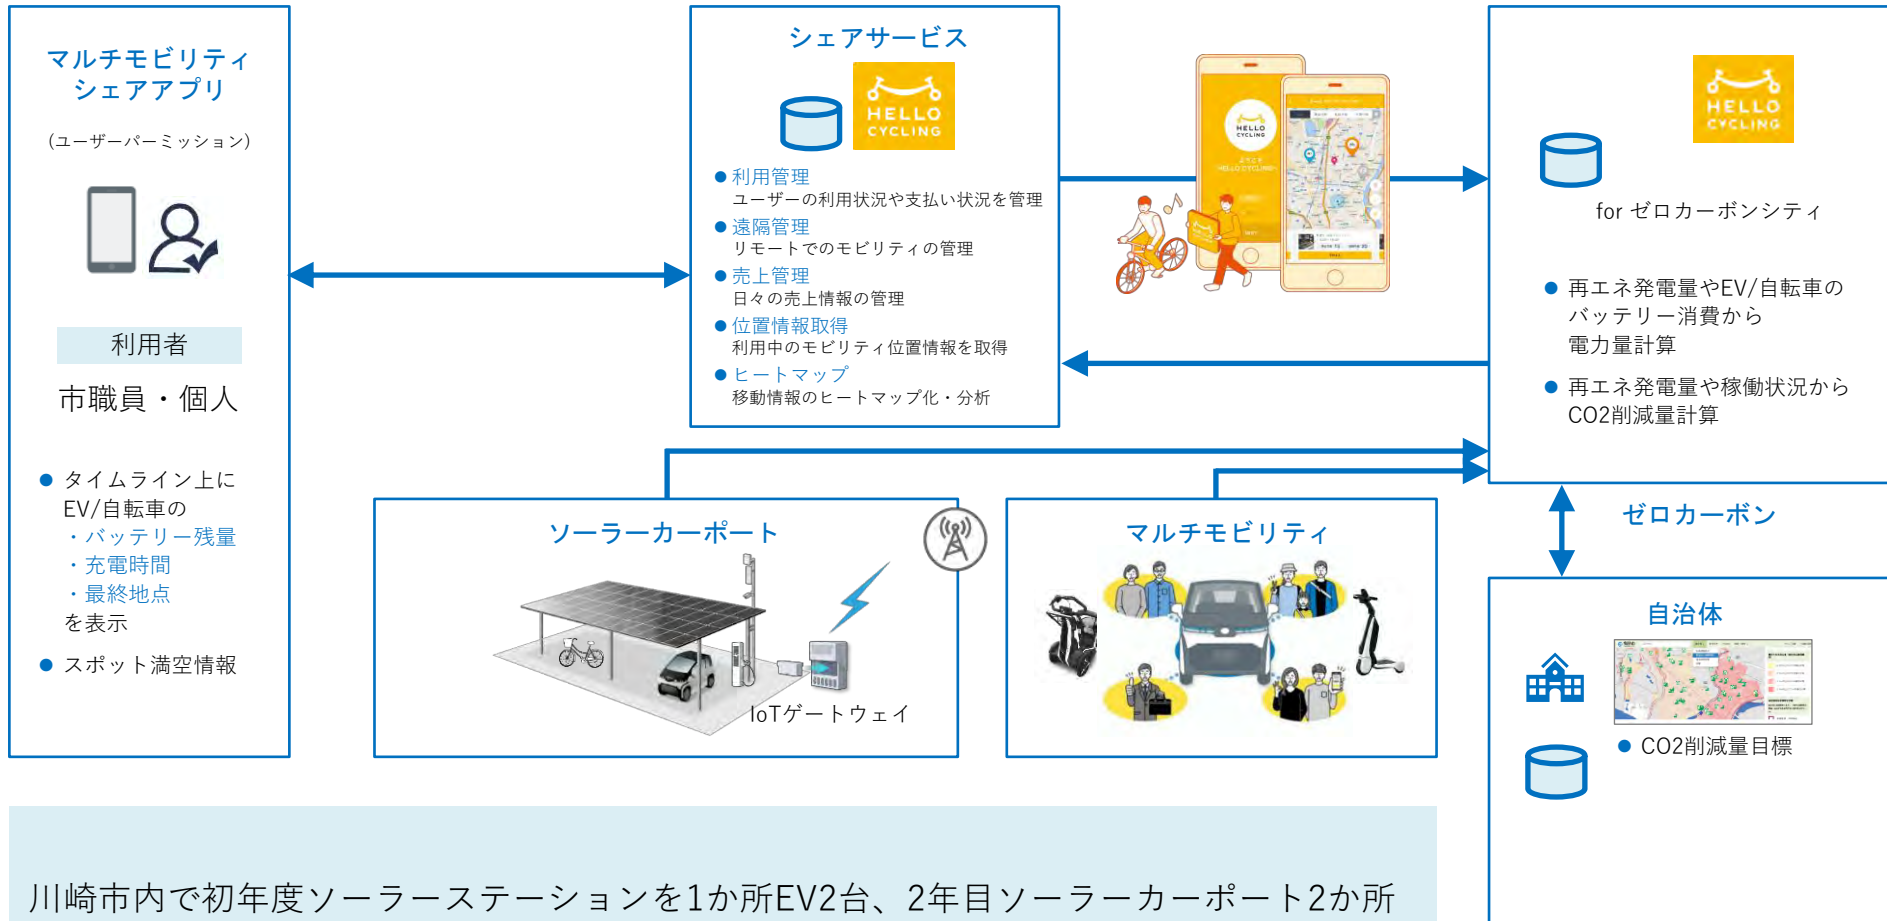 マルチモビリティ
シェアアプリ
(ユーザーパーミッション)
利用者
市職員・個人
● タイムライン上に
EV/自転車の
・バッテリー残量
・充電時間
・最終地点
を表示
● スポット満空情報
シェアサービス
HELLO
CYCLING
● 利用管理
ユーザーの利用状況や支払い状況を管理
● 遠隔管理
リモートでのモビリティの管理
● 売上管理
日々の売上情報の管理
● 位置情報取得
利用中のモビリティ位置情報を取得
● ヒートマップ
移動情報のヒートマップ化・分析
HELLO
CYCLING
HELLO
CYCLING
for ゼロカーボンシティ
● 再エネ発電量やEV/自転車の
バッテリー消費から
電力量計算
● 再エネ発電量や稼働状況から
CO2削減量計算
ソーラーカーポート
IoTゲートウェイ
マルチモビリティ
ゼロカーボン
自治体
● CO2削減量目標
川崎市内で初年度ソーラーステーションを1か所EV2台、2年目ソーラーカーポート2か所